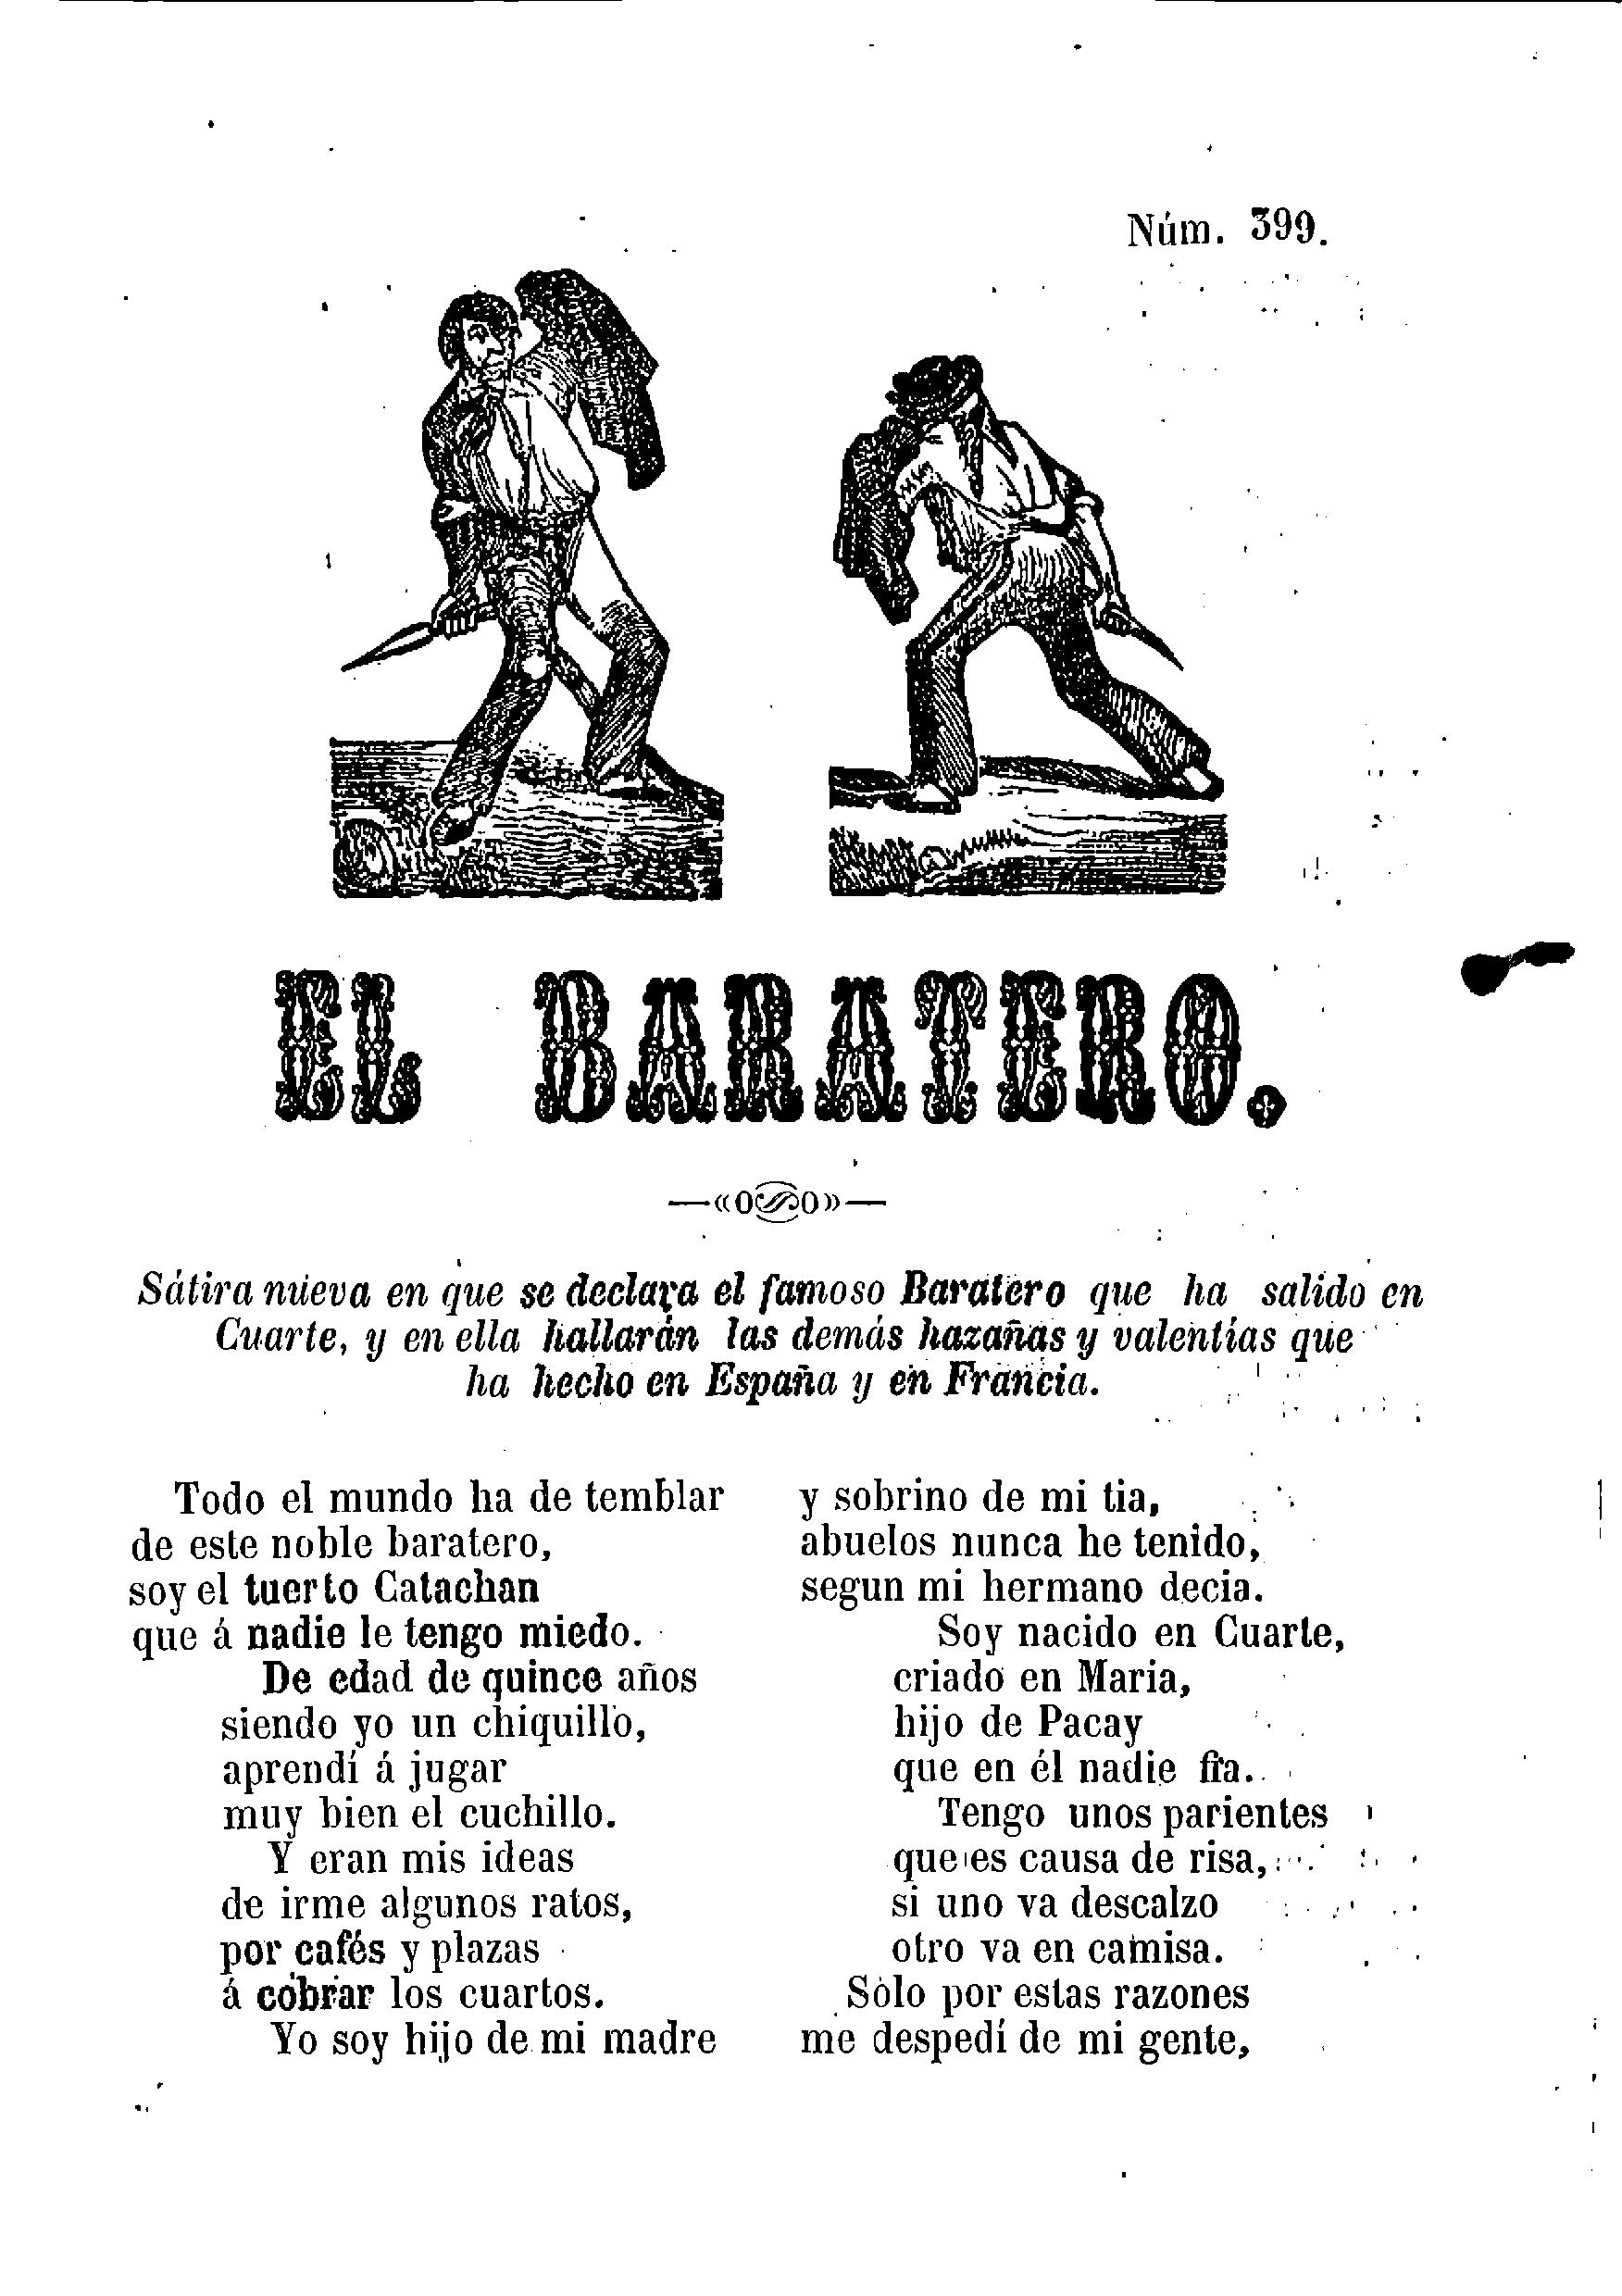 Núm. 399.
EL BARATERO.
Sátira nueva en que se declara el famoso Baratero que ha salido en
Cuarte, y en ella hallarán las demás hazañas y valentías que
ha hecho en España y en Francia.
Todo el mundo ha de temblar
de este noble baratero,
soy el tuerto Catachan
que á nadie le tengo miedo.
De edad de quince años
siendo yo un chiquillo,
aprendí á jugar
muy bien el cuchillo.
Y eran mis ideas
de irme algunos ratos,
por cafés y plazas
á cobrar los cuartos.
Yo soy hijo de mi madre
y sobrino de mi tia,
abuelos nunca he tenido,
segun mi hermano decia.
Soy nacido en Cuarte,
criado en Maria,
hijo de Pacay
que en él nadie fia.
Tengo unos parientes
que es causa de risa,
si uno va descalzo
otro va en camisa.
Sólo por estas razones
me despedí de mi gente,